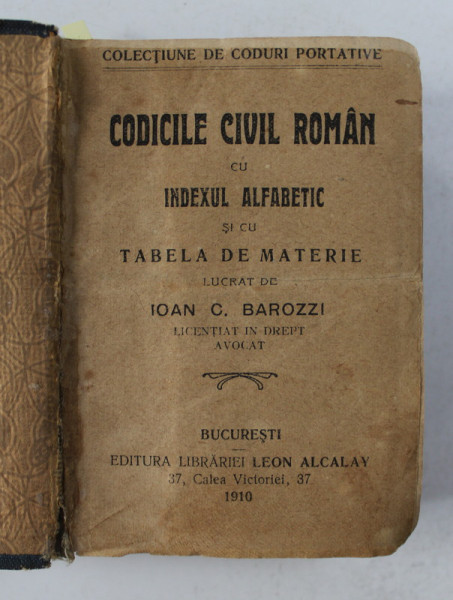 COLECȚIUNE DE CODURI PORTATIVE
CODICILE CIVIL ROMÂN
CU
INDEXUL ALFABETIC
ȘI CU
TABELA DE MATERIE
LUCRAT DE
IOAN C. BAROZZI
LICENȚIAT IN DREPT
AVOCAT
BUCUREȘTI
EDITURA LIBRĂRIEI LEON ALCALAY
37, Calea Victoriei, 37
1910